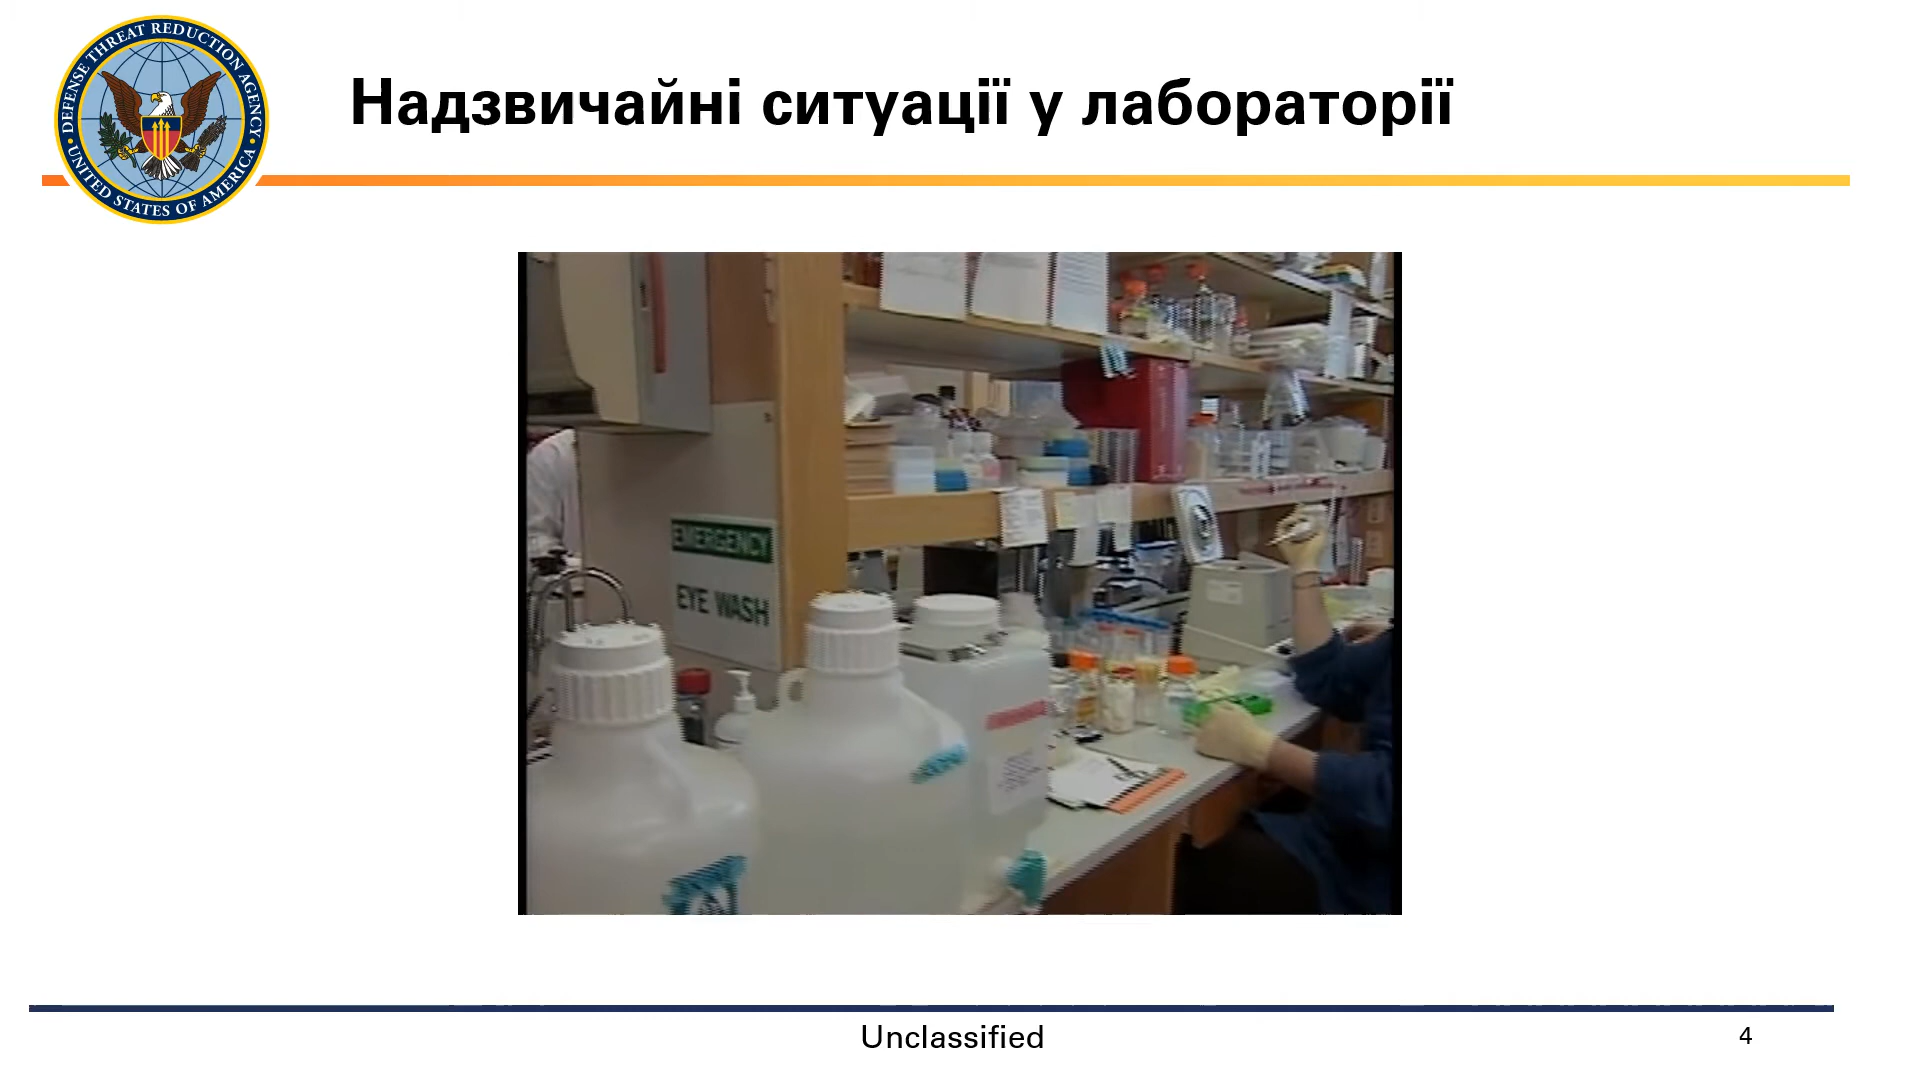 DEFENSE THREAT REDUCTION AGENCY
UNITED STATES OF AMERICA
Надзвичайні ситуації у лабораторії
EMERGENCY
EYE WASH
Unclassified
4